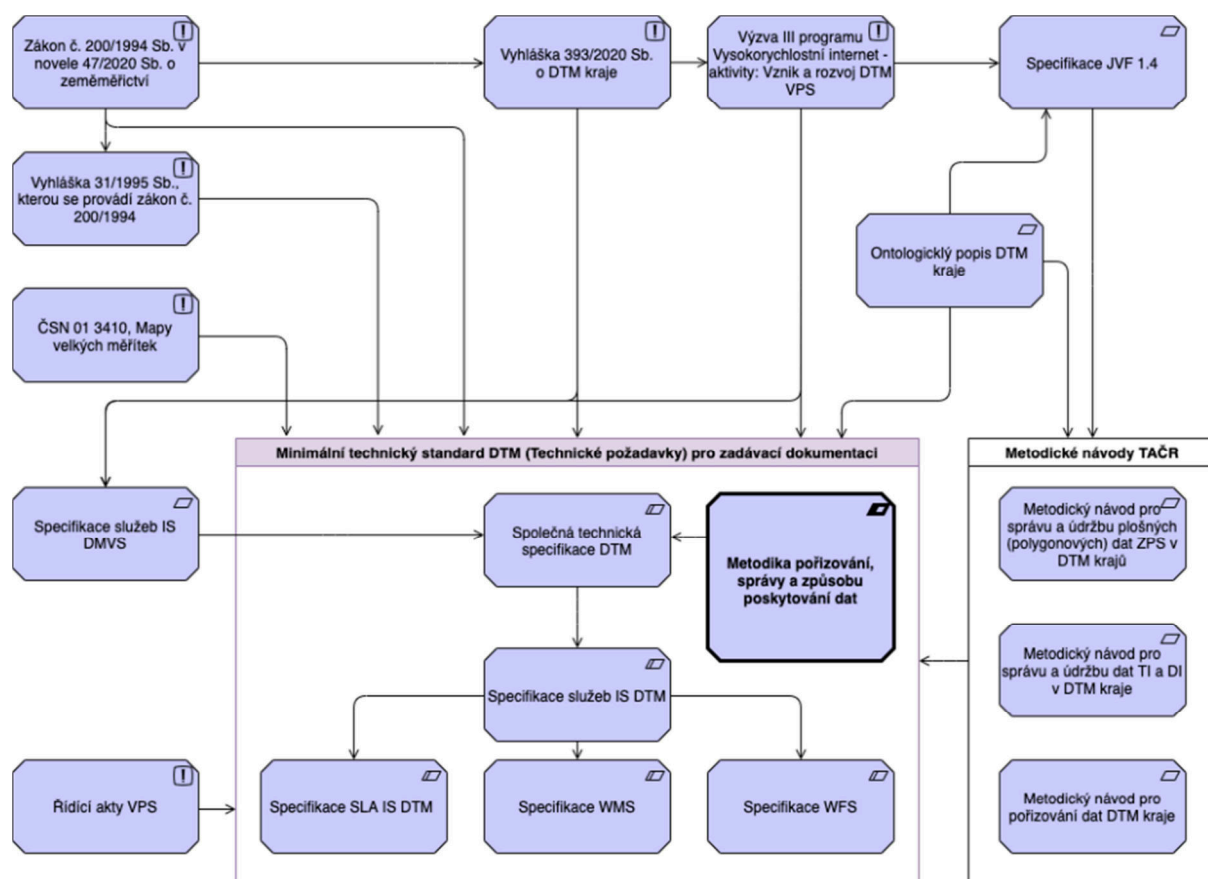 Zákon č. 200/1994 Sb. v
novele 47/2020 Sb. o
zeměměřictví
Vyhláška 393/2020 Sb.
o DTM kraje
Výzva III programu
Vysokorychlostní internet -
aktivity: Vznik a rozvoj DTM
VPS
Specifikace JVF 1.4
Vyhláška 31/1995 Sb.,
kterou se provádí zákon č.
200/1994
Ontologicklý popis DTM
kraje
ČSN 01 3410, Mapy
velkých měřítek
Minimální technický standard DTM (Technické požadavky) pro zadávací dokumentaci
Metodické návody TAČR
Specifikace služeb IS
DMVS
Společná technická
specifikace DTM
Metodika pořizování,
správy a způsobu
poskytování dat
Metodický návod pro
správu a údržbu plošných
(polygonových) dat ZPS v
DTM krajů
Specifikace služeb IS DTM
Metodický návod pro
správu a údržbu dat TI a DI
v DTM kraje
Řídící akty VPS
Specifikace SLA IS DTM
Specifikace WMS
Specifikace WFS
Metodický návod pro
pořizování dat DTM kraje